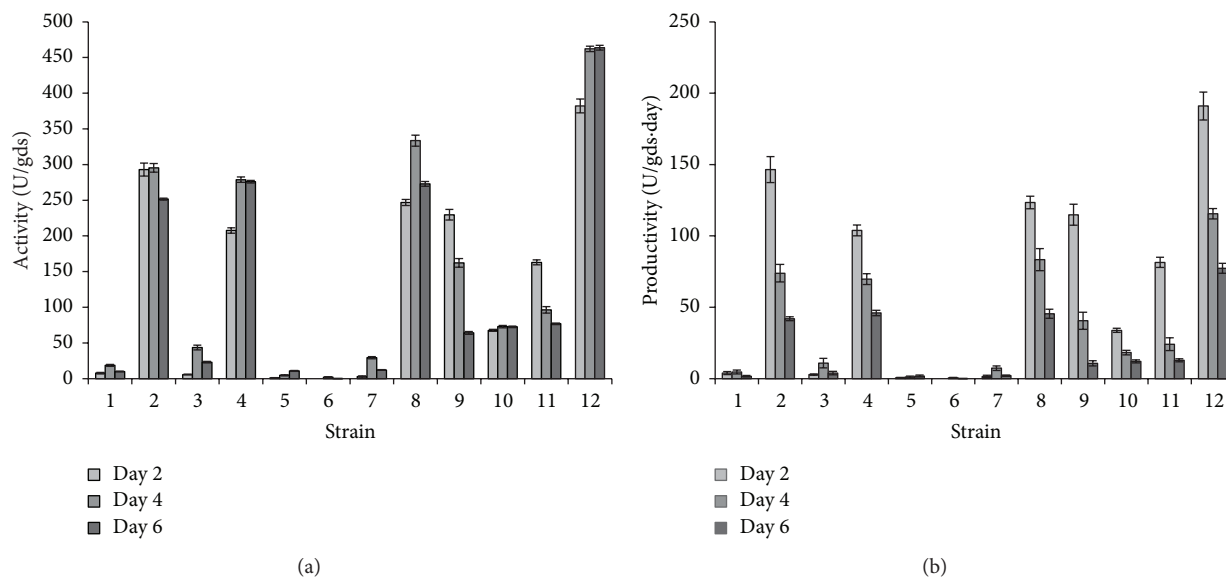 500
450
400
350
300
250
200
150
100
50
0
Activity (U/gds)
1 2 3 4 5 6 7 8 9 10 11 12
Strain
Day 2
Day 4
Day 6
(a)
250
200
150
100
50
0
Productivity (U/gds·day)
1 2 3 4 5 6 7 8 9 10 11 12
Strain
Day 2
Day 4
Day 6
(b)